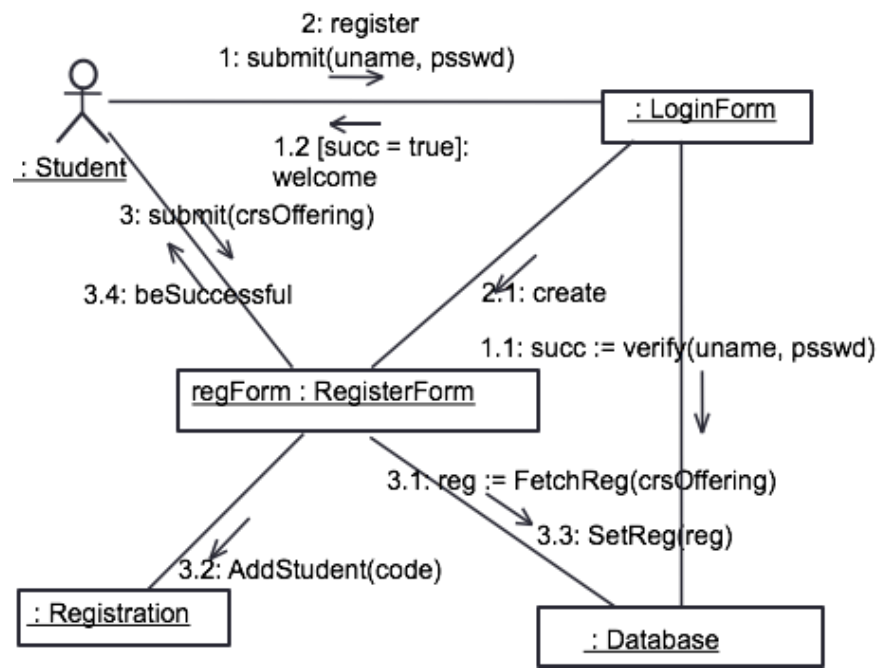 2: register
1: submit(uname, psswd)
: LoginForm
1.2 [succ = true]:
welcome
: Student
3: submit(crsOffering)
3.4: beSuccessful
2.1: create
1.1: succ := verify(uname, psswd)
regForm : RegisterForm
3.1: reg := FetchReg(crsOffering)
3.3: SetReg(reg)
3.2: AddStudent(code)
: Registration
: Database